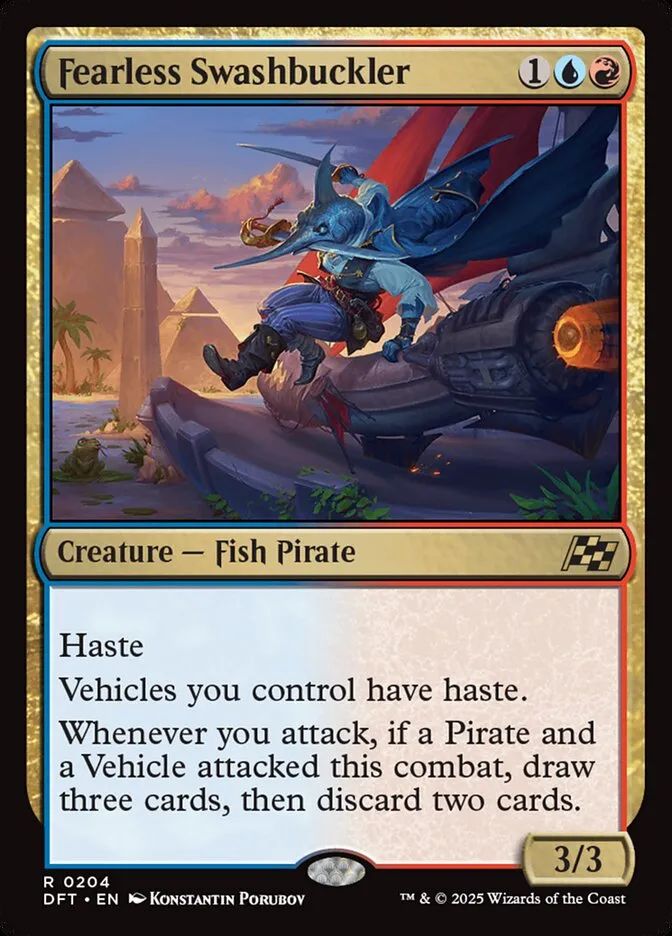 Fearless Swashbuckler 1
Creature — Fish Pirate
Haste
Vehicles you control have haste.
Whenever you attack, if a Pirate and
a Vehicle attacked this combat, draw
three cards, then discard two cards.
3/3
R 0204
DFT • EN Konstantin Porubov
™ & © 2025 Wizards of the Coast